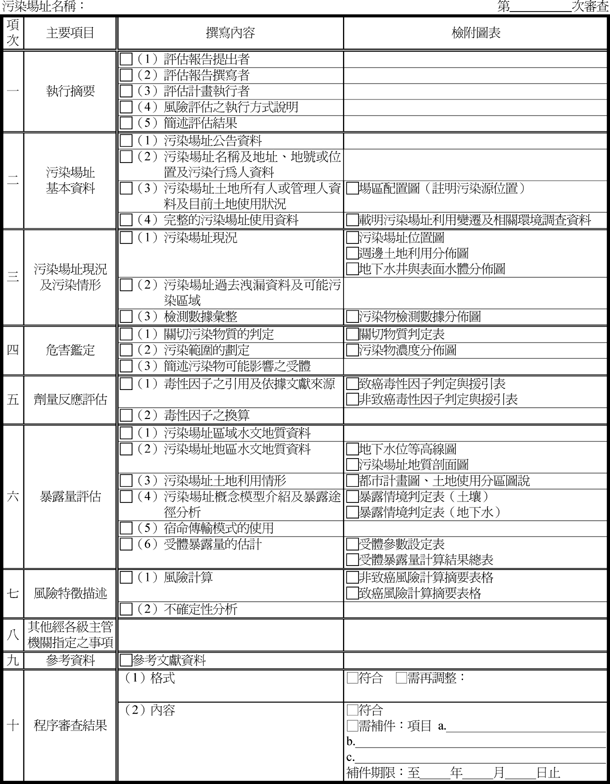 污染場址名稱： 第________次審查
項次 主要項目 撰寫內容 檢附圖表
一 執行摘要
□（1）評估報告提出者
□（2）評估報告撰寫者
□（3）評估計畫執行者
□（4）風險評估之執行方式說明
□（5）簡述評估結果
二 污染場址基本資料
□（1）污染場址公告資料
□（2）污染場址名稱及地址、地號或位
置及污染行為人資料
□（3）污染場址土地所有人或管理人資 □場區配置圖（註明污染源位置）
料及目前土地使用狀況
□（4）完整的污染場址使用資料 □載明污染場址利用變遷及相關環境調查資料
三 污染場址現況及污染情形
□（1）污染場址現況 □污染場址位置圖
□週邊土地利用分佈圖
□地下水井與表面水體分佈圖
□（2）污染場址過去洩漏資料及可能污
染區域
□（3）檢測數據彙整 □污染物檢測數據分佈圖
四 危害鑑定
□（1）關切污染物質的判定 □關切物質判定表
□（2）污染範圍的劃定 □污染物濃度分佈圖
□（3）簡述污染物可能影響之受體
五 劑量反應評估
□（1）毒性因子之引用及依據文獻來源 □致癌毒性因子判定與援引表
□非致癌毒性因子判定與援引表
□（2）毒性因子之換算
六 暴露量評估
□（1）污染場址區域水文地質資料
□（2）污染場址地區水文地質資料 □地下水位等高線圖
□污染場址地質剖面圖
□（3）污染場址土地利用情形 □都市計畫圖、土地使用分區圖說
□（4）污染場址概念模型介紹及暴露途 □暴露情境判定表（土壤）
徑分析 □暴露情境判定表（地下水）
□（5）宿命傳輸模式的使用
□（6）受體暴露量的估計 □受體參數設定表
□受體暴露量計算結果總表
七 風險特徵描述
□（1）風險計算 □非致癌風險計算摘要表格
□致癌風險計算摘要表格
□（2）不確定性分析
八 其他經各級主管
機關指定之事項
九 參考資料 □參考文獻資料
十 程序審查結果
（1）格式 □符合 □需再調整：
（2）內容 □符合
□需補件：項目 a.________
b.________
c.________
補件期限：至____年____月____日止